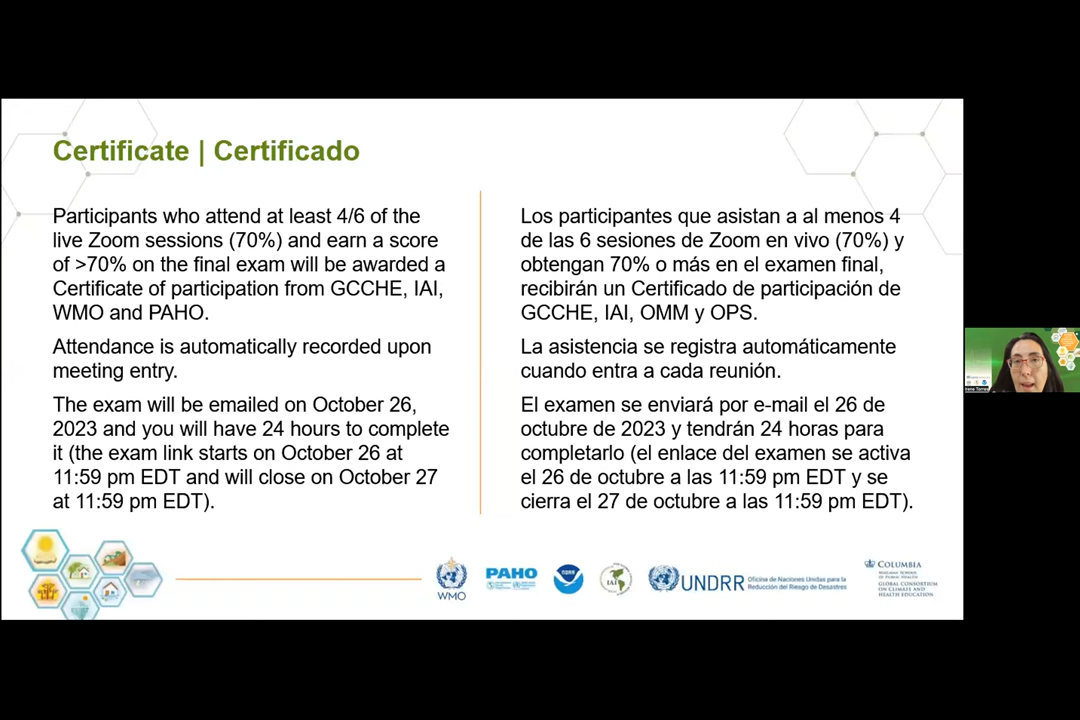 Certificate | Certificado
Participants who attend at least 4/6 of the
live Zoom sessions (70%) and earn a score
of >70% on the final exam will be awarded a
Certificate of participation from GCCHE, IAI,
WMO and PAHO.
Attendance is automatically recorded upon
meeting entry.
The exam will be emailed on October 26,
2023 and you will have 24 hours to complete
it (the exam link starts on October 26 at
11:59 pm EDT and will close on October 27
at 11:59 pm EDT).
Los participantes que asistan a al menos 4
de las 6 sesiones de Zoom en vivo (70%) y
obtengan 70% o más en el examen final,
recibirán un Certificado de participación de
GCCHE, IAI, OMM y OPS.
La asistencia se registra automáticamente
cuando entra a cada reunión.
El examen se enviará por e-mail el 26 de
octubre de 2023 y tendrán 24 horas para
completarlo (el enlace del examen se activa
el 26 de octubre a las 11:59 pm EDT y se
cierra el 27 de octubre a las 11:59 pm EDT).
WMO
PAHO
IAI
UNDRR
Oficina de Naciones Unidas para la
Reducción del Riesgo de Desastres
COLUMBIA
MAILMAN SCHOOL
OF PUBLIC HEALTH
GLOBAL CONSORTIUM
ON CLIMATE AND
HEALTH EDUCATION